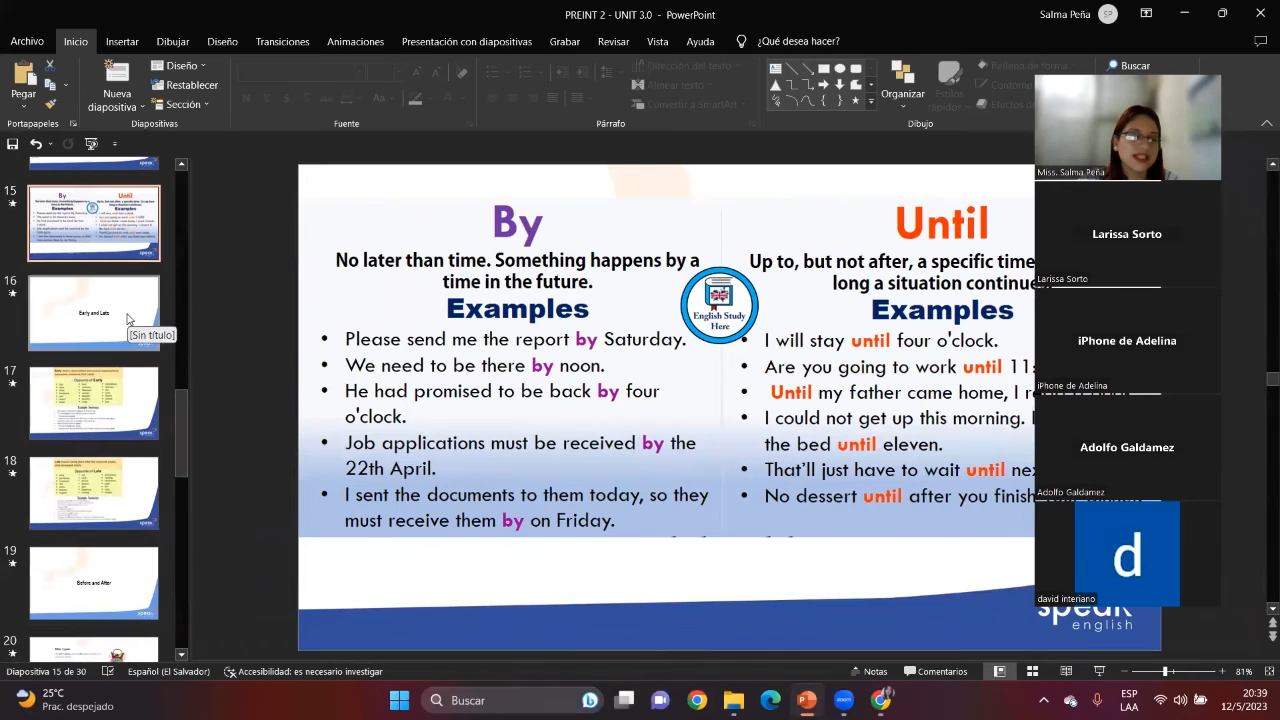 PREINT 2 - UNIT 3.0 - PowerPoint
Salma Peña
SP
Archivo Inicio Insertar Dibujar Diseño Transiciones Animaciones Presentación con diapositivas Grabar Revisar Vista Ayuda ¿Qué desea hacer?
Pegar
Nueva
diapositiva
Diseño
Restablecer
Sección
Dirección del texto
Alinear texto
Convertir a SmartArt
Organizar
Estilos
rápidos
Relleno de forma
Contorno
Efectos
Buscar
Portapapeles
Diapositivas
Fuente
Párrafo
Dibujo
15
16
Early and Late
[Sin título]
17
18
19
Before and After
20
By
No later than time. Something happens by a
time in the future.
Examples
• Please send me the report by Saturday.
• We need to be there by noon.
• He had promised to be back by four
o'clock.
• Job applications must be received by the
22th April.
• I sent the documents to them today, so they
must receive them by on Friday.
English Study
Here
Until
Up to, but not after, a specific time
long a situation continue
Examples
• I will stay until four o'clock.
• Are you going to work until 11:
• Until my father came home, I r
• I could not get up this morning. I
the bed until eleven.
• That'll just have to wait until ne
• No dessert until after you finish
speak
english
Miss. Salma Peña
Larissa Sorto
Larissa Sorto
iPhone de Adelina
iPhone de Adelina
Adolfo Galdamez
Adolfo Galdamez
d
david interiano
Diapositiva 15 de 30
Español (El Salvador)
Accesibilidad: es necesario investigar
Notas
Comentarios
81%
25°C
Prac. despejado
Buscar
ESP
LAA
20:39
12/5/2023